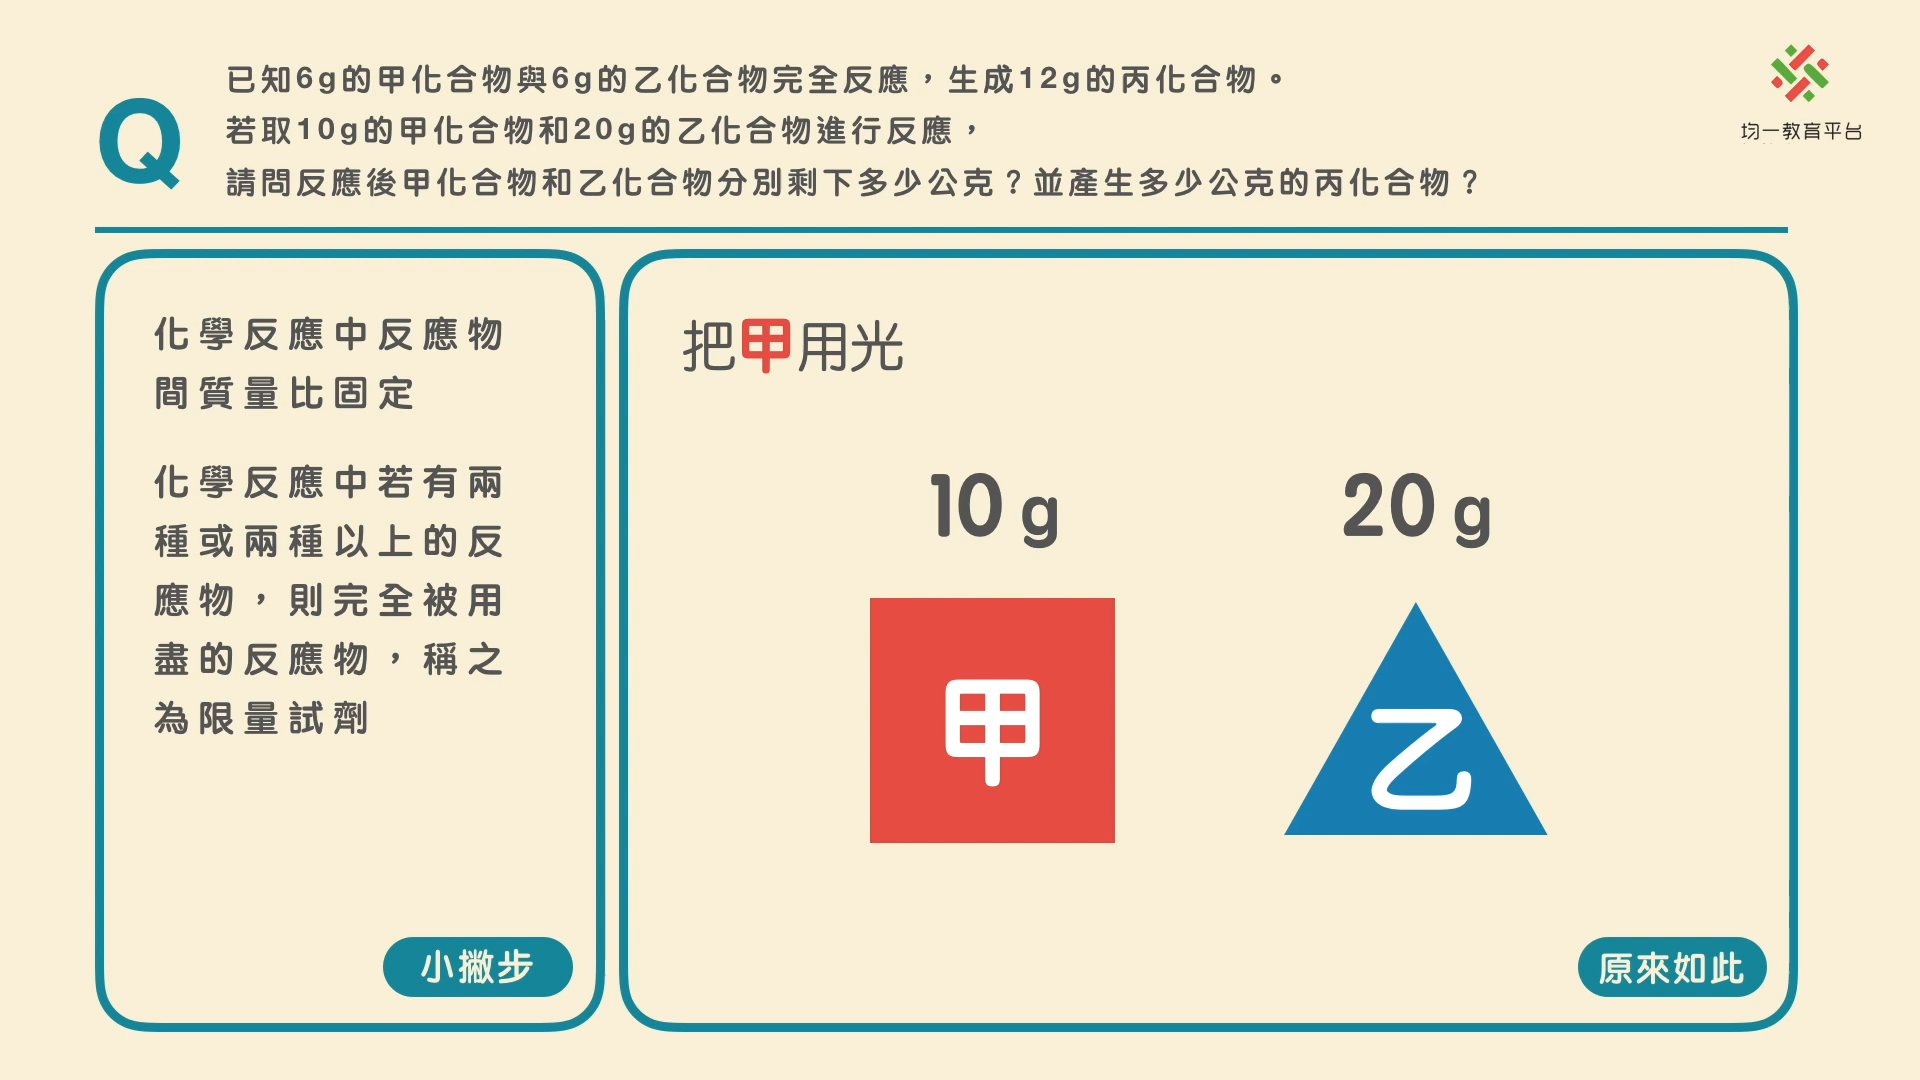 Q
已知6g的甲化合物與6g的乙化合物完全反應，生成12g的丙化合物。
若取10g的甲化合物和20g的乙化合物進行反應，
請問反應後甲化合物和乙化合物分別剩下多少公克？並產生多少公克的丙化合物？
均一教育平台
化學反應中反應物
間質量比固定
化學反應中若有兩
種或兩種以上的反
應物，則完全被用
盡的反應物，稱之
為限量試劑
小撇步
把甲用光
10 g
20 g
甲
乙
原來如此